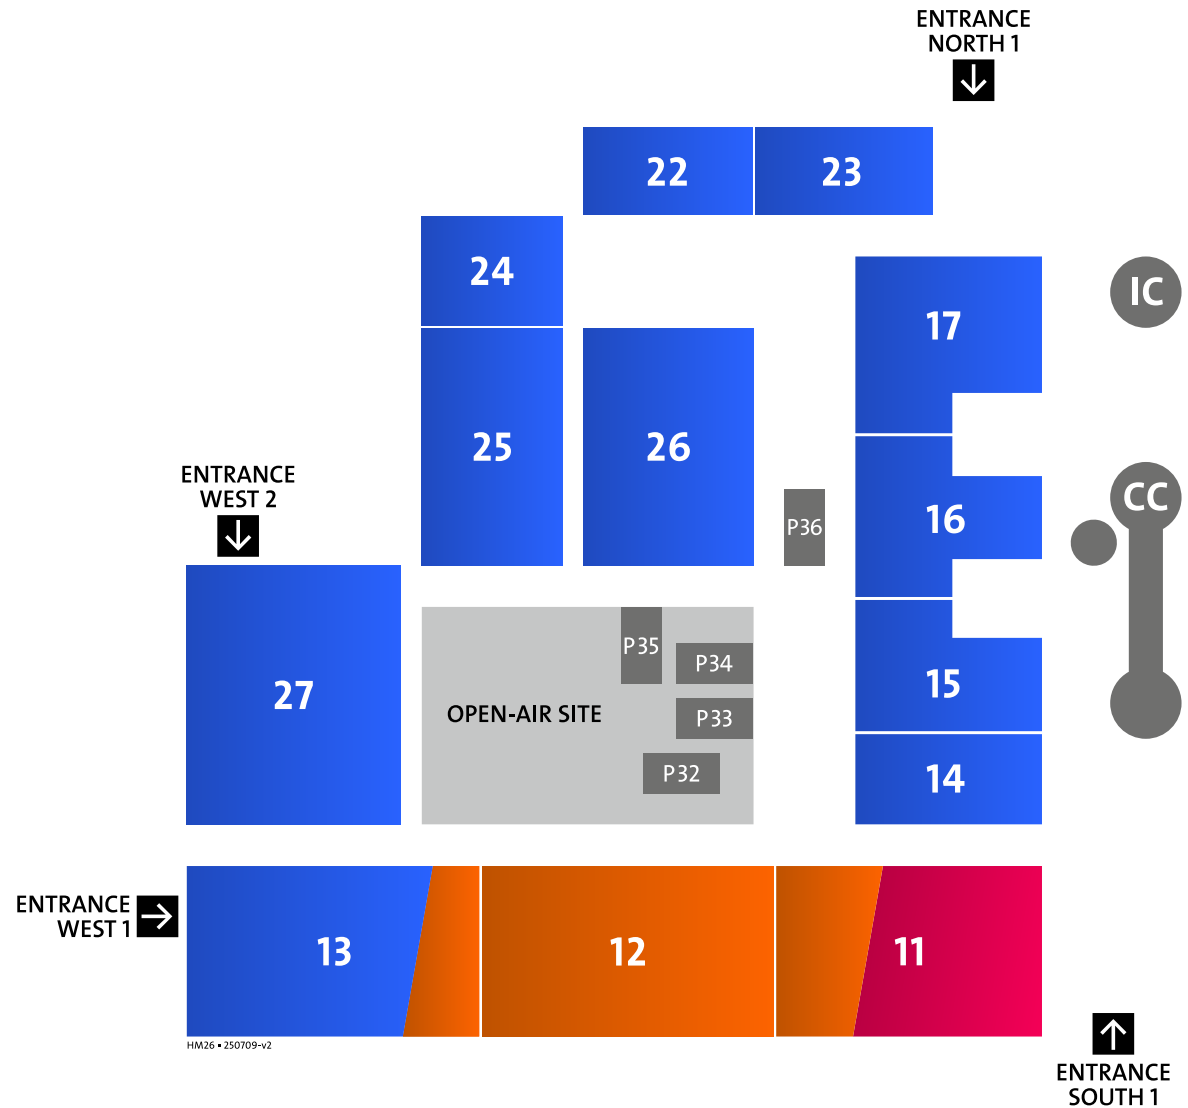 ENTRANCE
NORTH 1
22
23
24
17
IC
25
26
ENTRANCE
WEST 2
CC
16
P36
P35
P34
27
15
OPEN-AIR SITE
P33
P32
14
ENTRANCE
WEST 1
13
12
11
HM26 ▪ 250709-v2
ENTRANCE
SOUTH 1